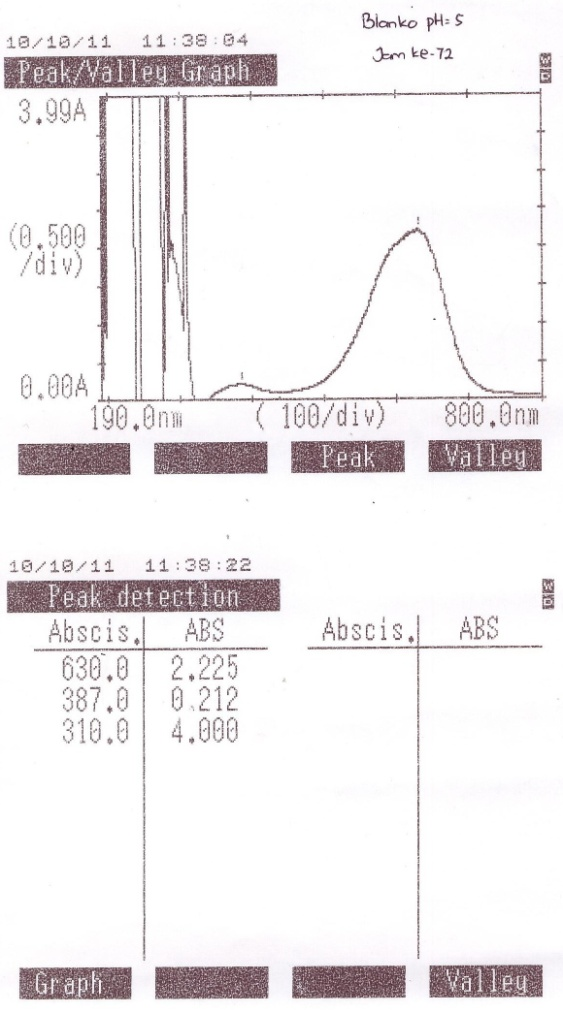 Blanko pH=5
Jam ke-72
10/10/11 11:38:04
Peak/Valley Graph
3.99A
(0.500
/div)
0.00A
190.0nm ( 100/div) 800.0nm
Peak Valley
10/10/11 11:38:22
Peak detection
Abscis. ABS Abscis. ABS
630.0 2.225
387.0 0.212
310.0 4.000
Graph Valley